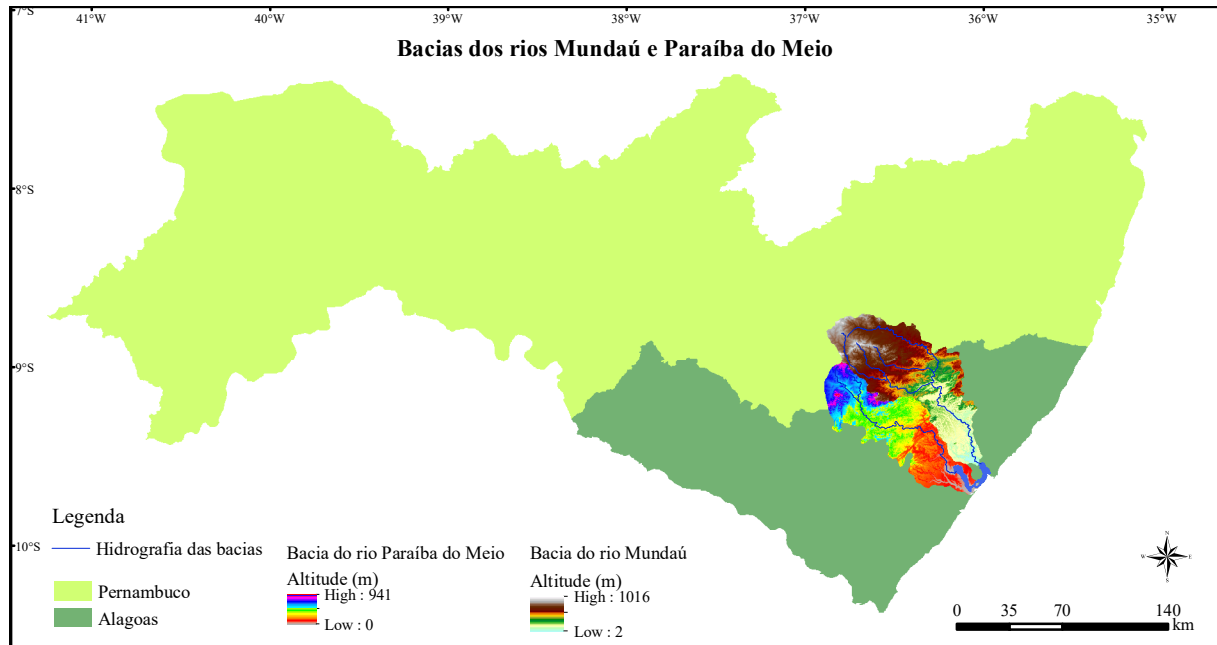 41°W 40°W 39°W 38°W 37°W 36°W 35°W
7°S
Bacias dos rios Mundaú e Paraíba do Meio
8°S
9°S
10°S
Legenda
Hidrografia das bacias
Pernambuco
Alagoas
Bacia do rio Paraíba do Meio
Altitude (m)
High : 941
Low : 0
Bacia do rio Mundaú
Altitude (m)
High : 1016
Low : 2
N
W E
S
0 35 70 140
km